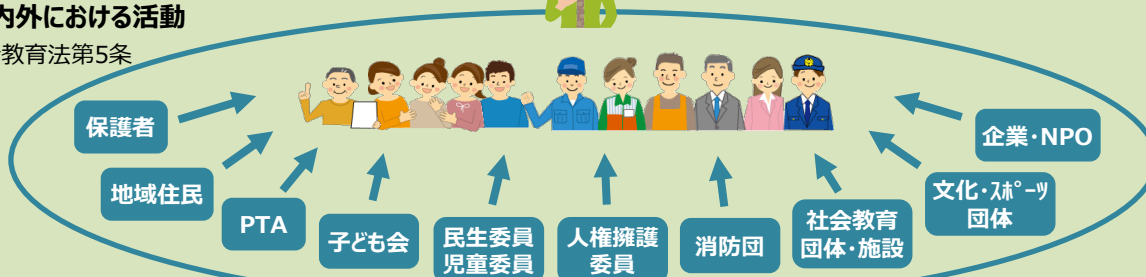 内外における活動
教育法第5条
保護者
地域住民
PTA
子ども会
民生委員
児童委員
人権擁護
委員
消防団
社会教育
団体・施設
文化・ｽﾎﾟｰﾂ
団体
企業・NPO